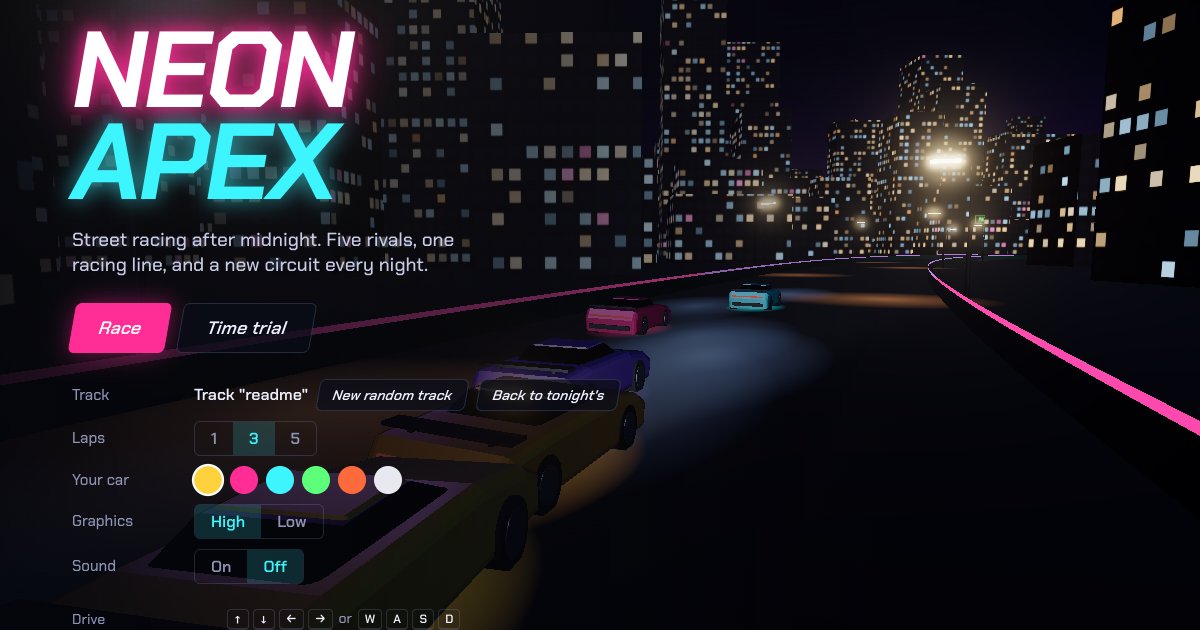 NEON
APEX
Street racing after midnight. Five rivals, one
racing line, and a new circuit every night.
Race Time trial
Track Track "readme" New random track Back to tonight's
Laps 1 3 5
Your car
Graphics High Low
Sound On Off
Drive ↑ ↓ ← → or W A S D